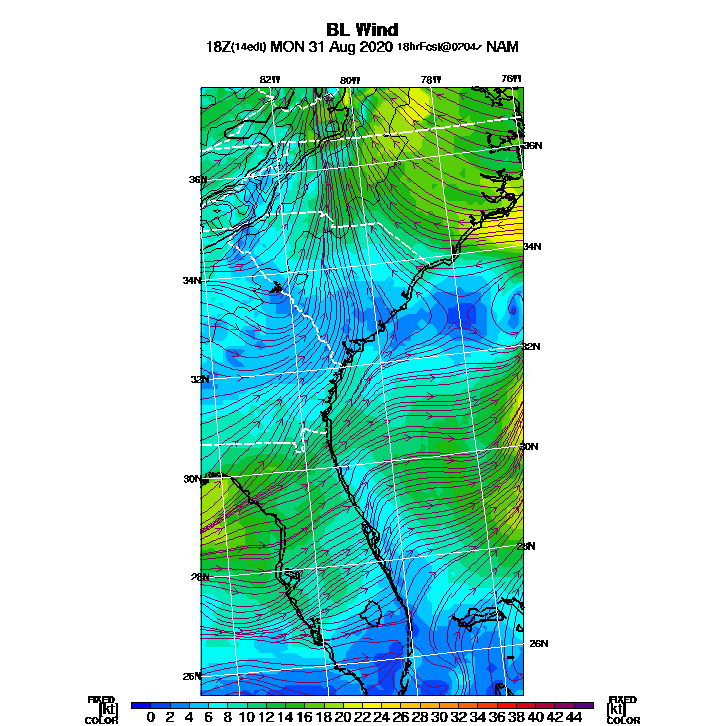 BL Wind
18Z(14edt) MON 31 Aug 2020 18hrFcst@0704z NAM
82W 80W 78W 76W
36N
36N
34N
34N
32N
32N
30N
30N
28N
28N
26N
26N
FIXED FIXED
[kt] 0 2 4 6 8 10 12 14 16 18 20 22 24 26 28 30 32 34 36 38 40 42 44 [kt]
COLOR COLOR